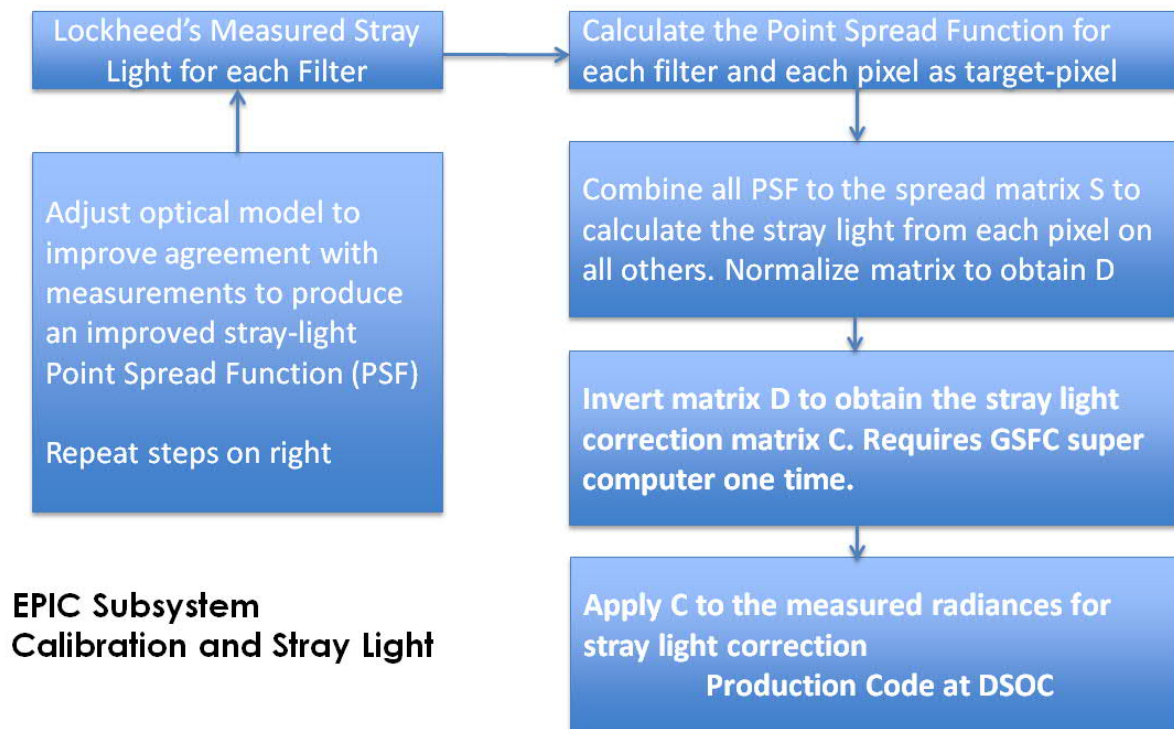 Lockheed's Measured Stray
Light for each Filter
Calculate the Point Spread Function for
each filter and each pixel as target-pixel
Adjust optical model to
improve agreement with
measurements to produce
an improved stray-light
Point Spread Function (PSF)
Repeat steps on right
Combine all PSF to the spread matrix S to
calculate the stray light from each pixel on
all others. Normalize matrix to obtain D
Invert matrix D to obtain the stray light
correction matrix C. Requires GSFC super
computer one time.
Apply C to the measured radiances for
stray light correction
Production Code at DSOC
EPIC Subsystem
Calibration and Stray Light